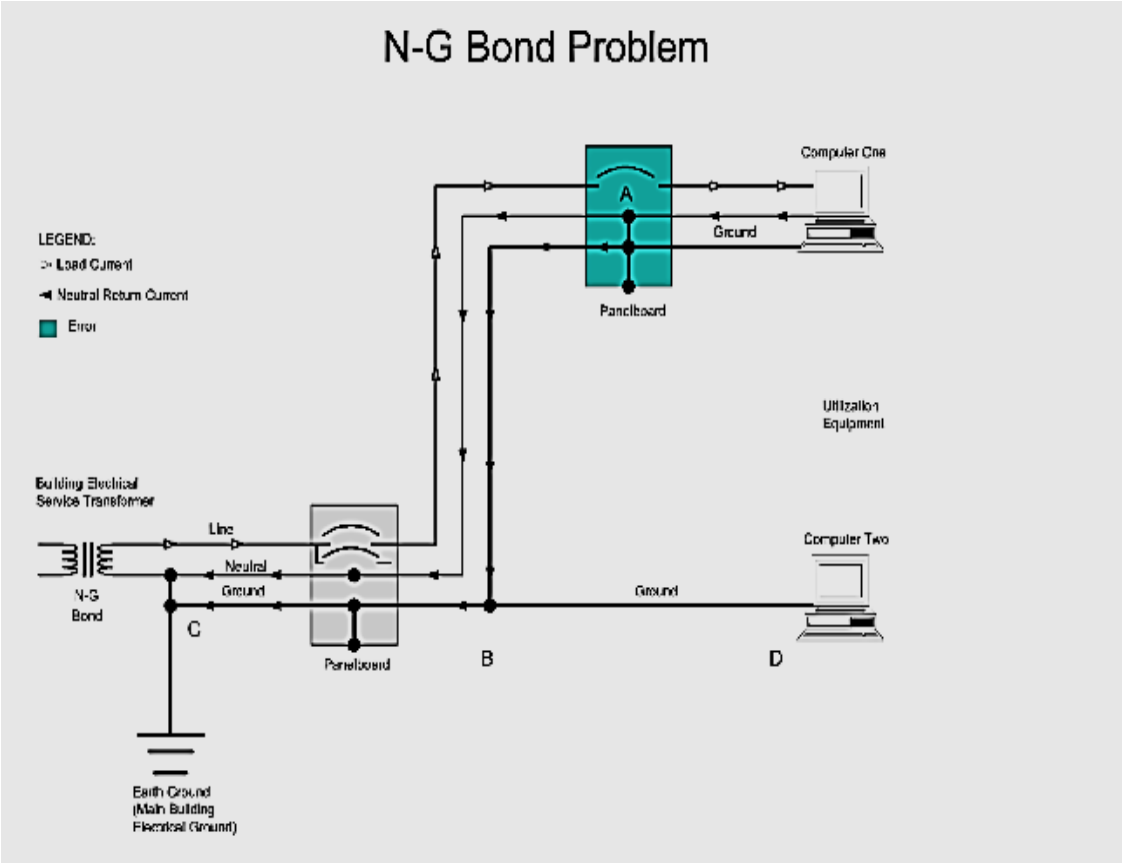 N-G Bond Problem
Computer One
A
Ground
LEGEND:
Load Current
Neutral Return Current
Error
Panelboard
Utilization
Equipment
Building Electrical
Service Transformer
Line
Computer Two
Neutral
N-G
Bond
Ground
Ground
C
Panelboard
B
D
Earth Ground
(Main Building
Electrical Ground)